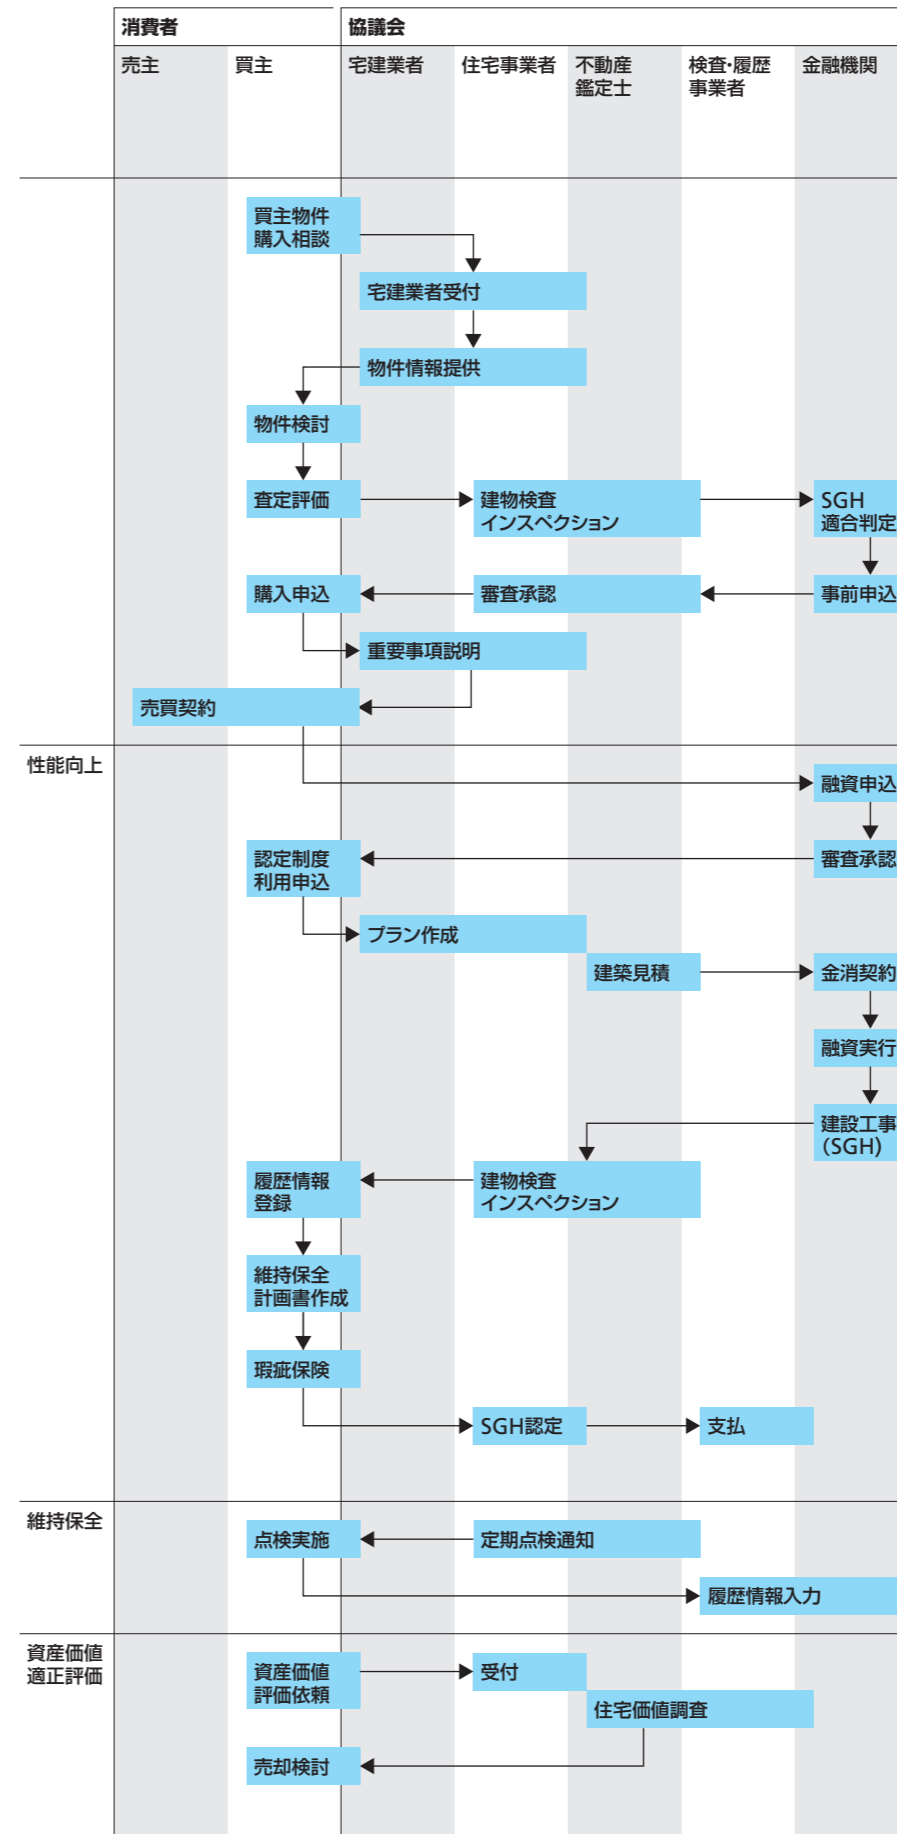 消費者
協議会
売主
買主
宅建業者
住宅事業者
不動産
鑑定士
検査・履歴
事業者
金融機関
買主物件
購入相談
宅建業者受付
物件情報提供
物件検討
査定評価
建物検査
インスペクション
SGH
適合判定
購入申込
審査承認
事前申込
重要事項説明
売買契約
性能向上
融資申込
認定制度
利用申込
審査承認
プラン作成
建築見積
金消契約
融資実行
建設工事
(SGH)
履歴情報
登録
建物検査
インスペクション
維持保全
計画書作成
瑕疵保険
SGH認定
支払
維持保全
点検実施
定期点検通知
履歴情報入力
資産価値
適正評価
資産価値
評価依頼
受付
住宅価値調査
売却検討